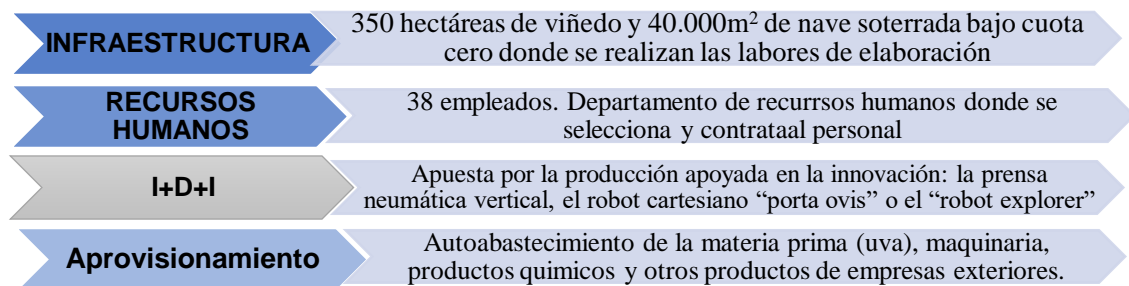 INFRAESTRUCTURA
350 hectáreas de viñedo y 40.000m² de nave soterrada bajo cuota
cero donde se realizan las labores de elaboración
RECURSOS
HUMANOS
38 empleados. Departamento de recurrsos humanos donde se
selecciona y contrataal personal
I+D+I
Apuesta por la producción apoyada en la innovación: la prensa
neumática vertical, el robot cartesiano “porta ovis” o el “robot explorer”
Aprovisionamiento
Autoabastecimiento de la materia prima (uva), maquinaria,
productos quimicos y otros productos de empresas exteriores.